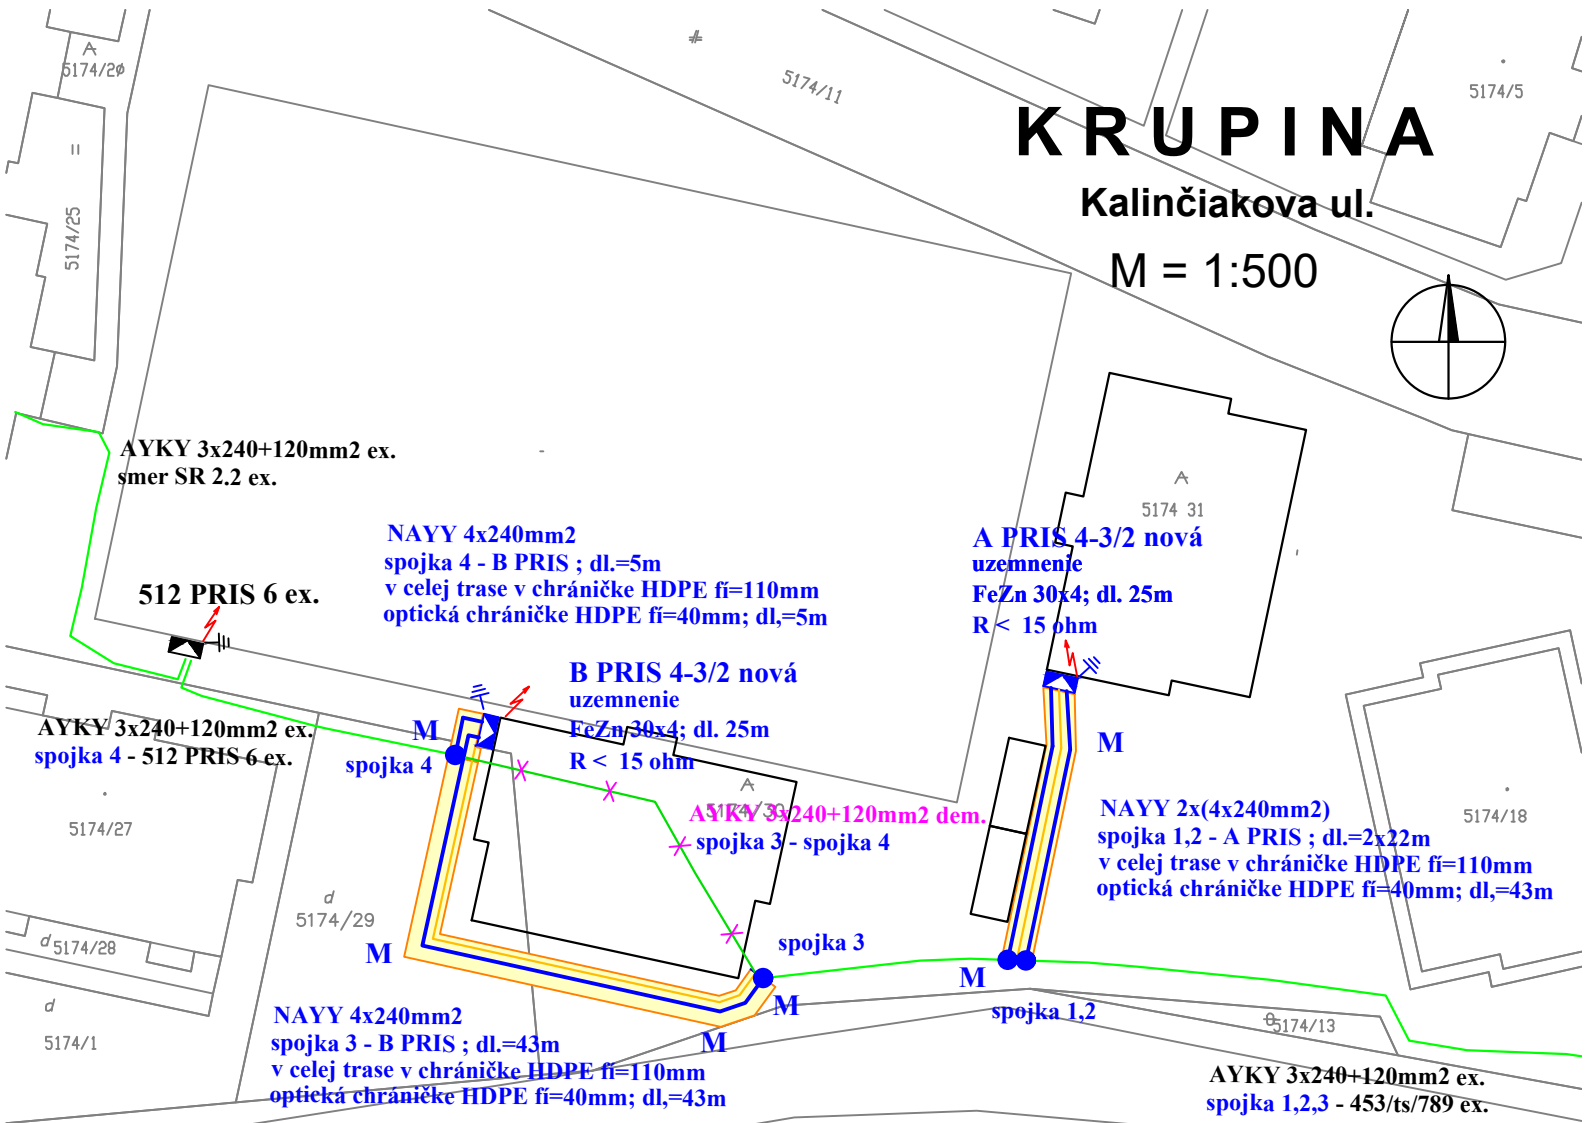 5174/20
5174/11
5174/5
KRUPINA
Kalinčiakova ul.
M = 1:500
5174/25
AYKY 3x240+120mm2 ex.
smer SR 2.2 ex.
5174 31
NAYY 4x240mm2
spojka 4 - B PRIS ; dl.=5m
v celej trase v chráničke HDPE fí=110mm
optická chráničke HDPE fí=40mm; dl,=5m
A PRIS 4-3/2 nová
uzemnenie
FeZn 30x4; dl. 25m
R < 15 ohm
512 PRIS 6 ex.
B PRIS 4-3/2 nová
uzemnenie
FeZn 30x4; dl. 25m
R < 15 ohm
AYKY 3x240+120mm2 ex.
spojka 4 - 512 PRIS 6 ex.
M
spojka 4
M
5174/30
AYKY 3x240+120mm2 dem.
spojka 3 - spojka 4
NAYY 2x(4x240mm2)
spojka 1,2 - A PRIS ; dl.=2x22m
v celej trase v chráničke HDPE fí=110mm
optická chráničke HDPE fí=40mm; dl,=43m
5174/18
5174/27
d
5174/29
d 5174/28
M
spojka 3
M
M
spojka 1,2
d
5174/1
M
NAYY 4x240mm2
spojka 3 - B PRIS ; dl.=43m
v celej trase v chráničke HDPE fí=110mm
optická chráničke HDPE fí=40mm; dl,=43m
5174/13
AYKY 3x240+120mm2 ex.
spojka 1,2,3 - 453/ts/789 ex.